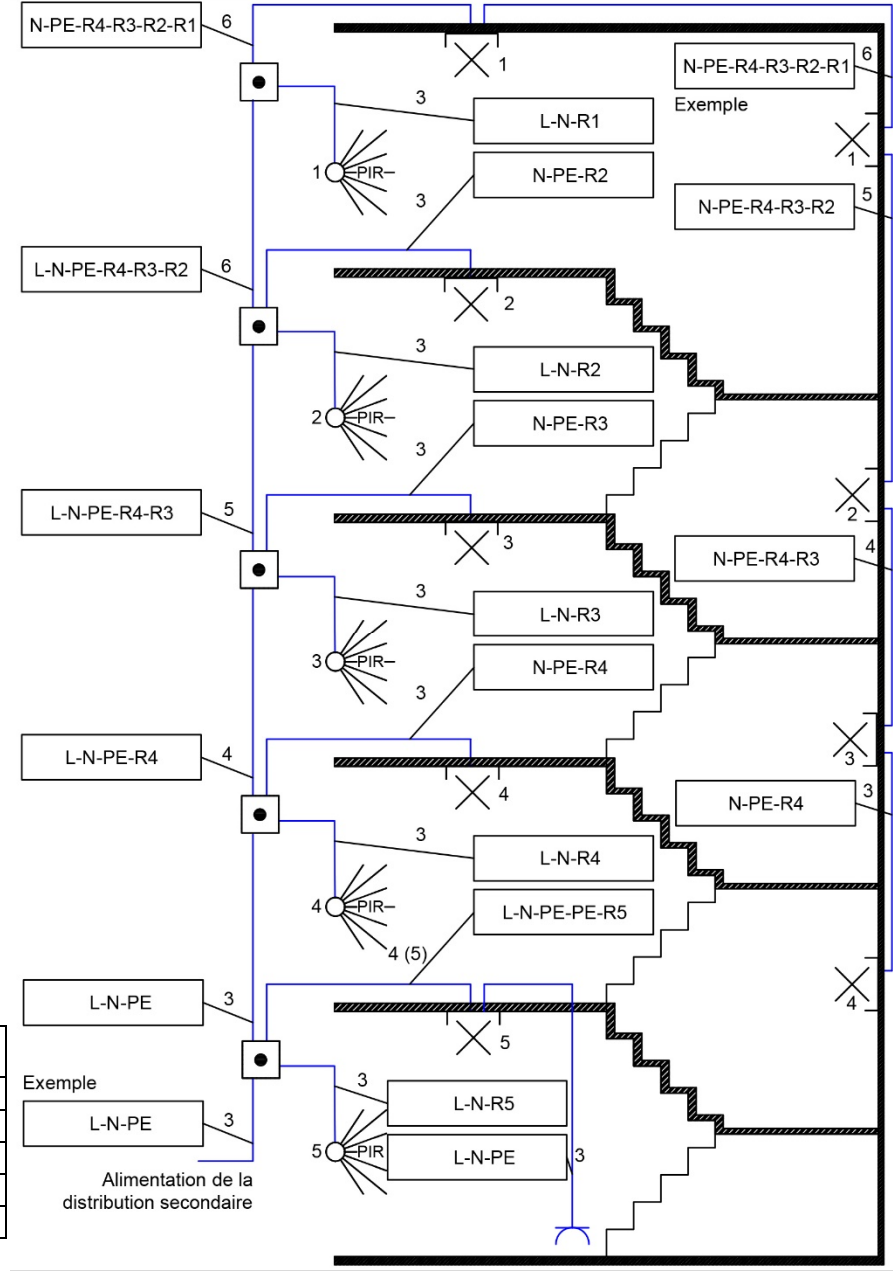 N-PE-R4-R3-R2-R1
6
1
N-PE-R4-R3-R2-R1
6
Exemple
3
L-N-R1
1
PIR
N-PE-R2
3
1
N-PE-R4-R3-R2
5
L-N-PE-R4-R3-R2
6
2
3
L-N-R2
2
PIR
N-PE-R3
3
L-N-PE-R4-R3
5
2
3
N-PE-R4-R3
4
3
L-N-R3
3
PIR
N-PE-R4
3
L-N-PE-R4
4
3
4
N-PE-R4
3
3
L-N-R4
4
PIR
L-N-PE-PE-R5
4 (5)
L-N-PE
3
4
5
Exemple
3
L-N-R5
L-N-PE
3
5
PIR
L-N-PE
3
Alimentation de la
distribution secondaire